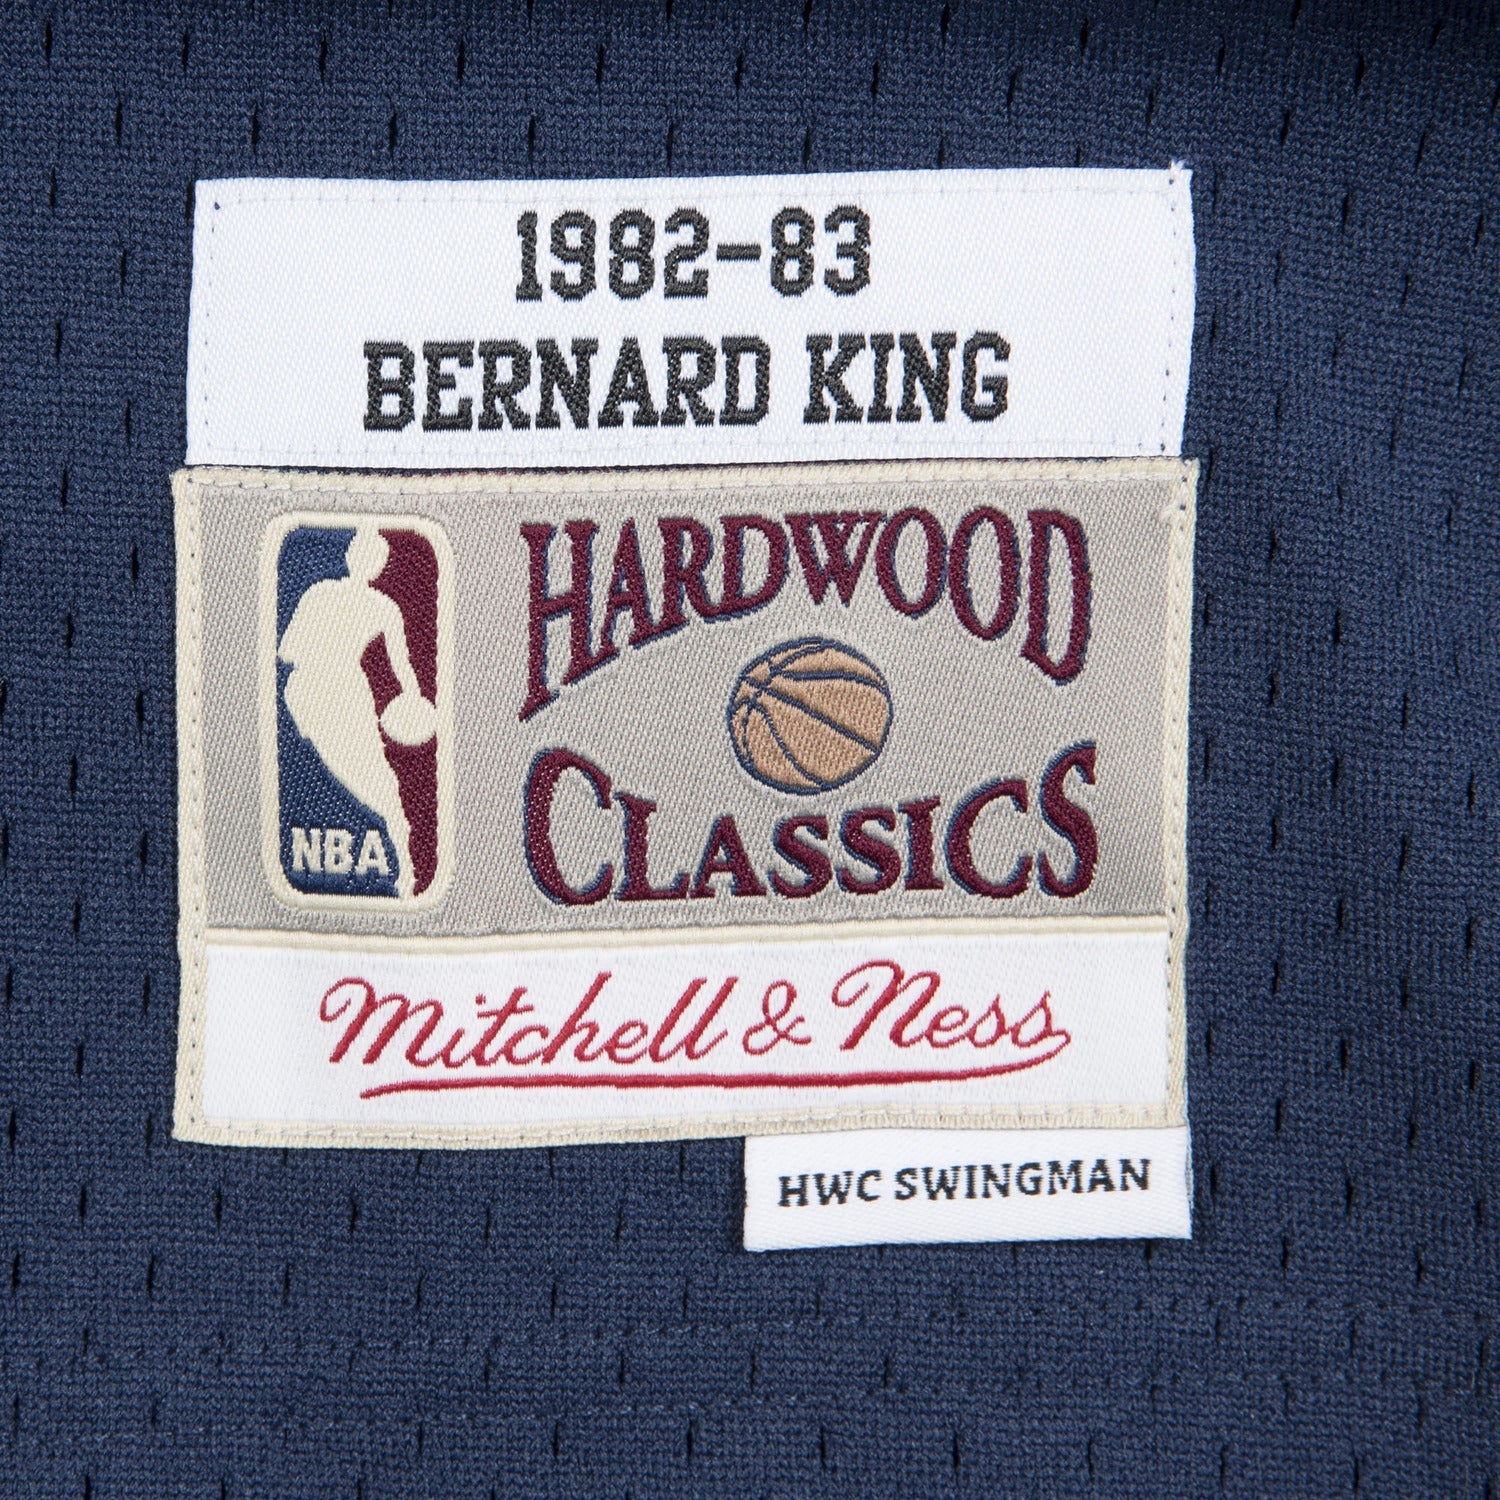 1982-83
BERNARD KING
HARDWOOD
CLASSICS
NBA
Mitchell & Ness
HWC SWINGMAN